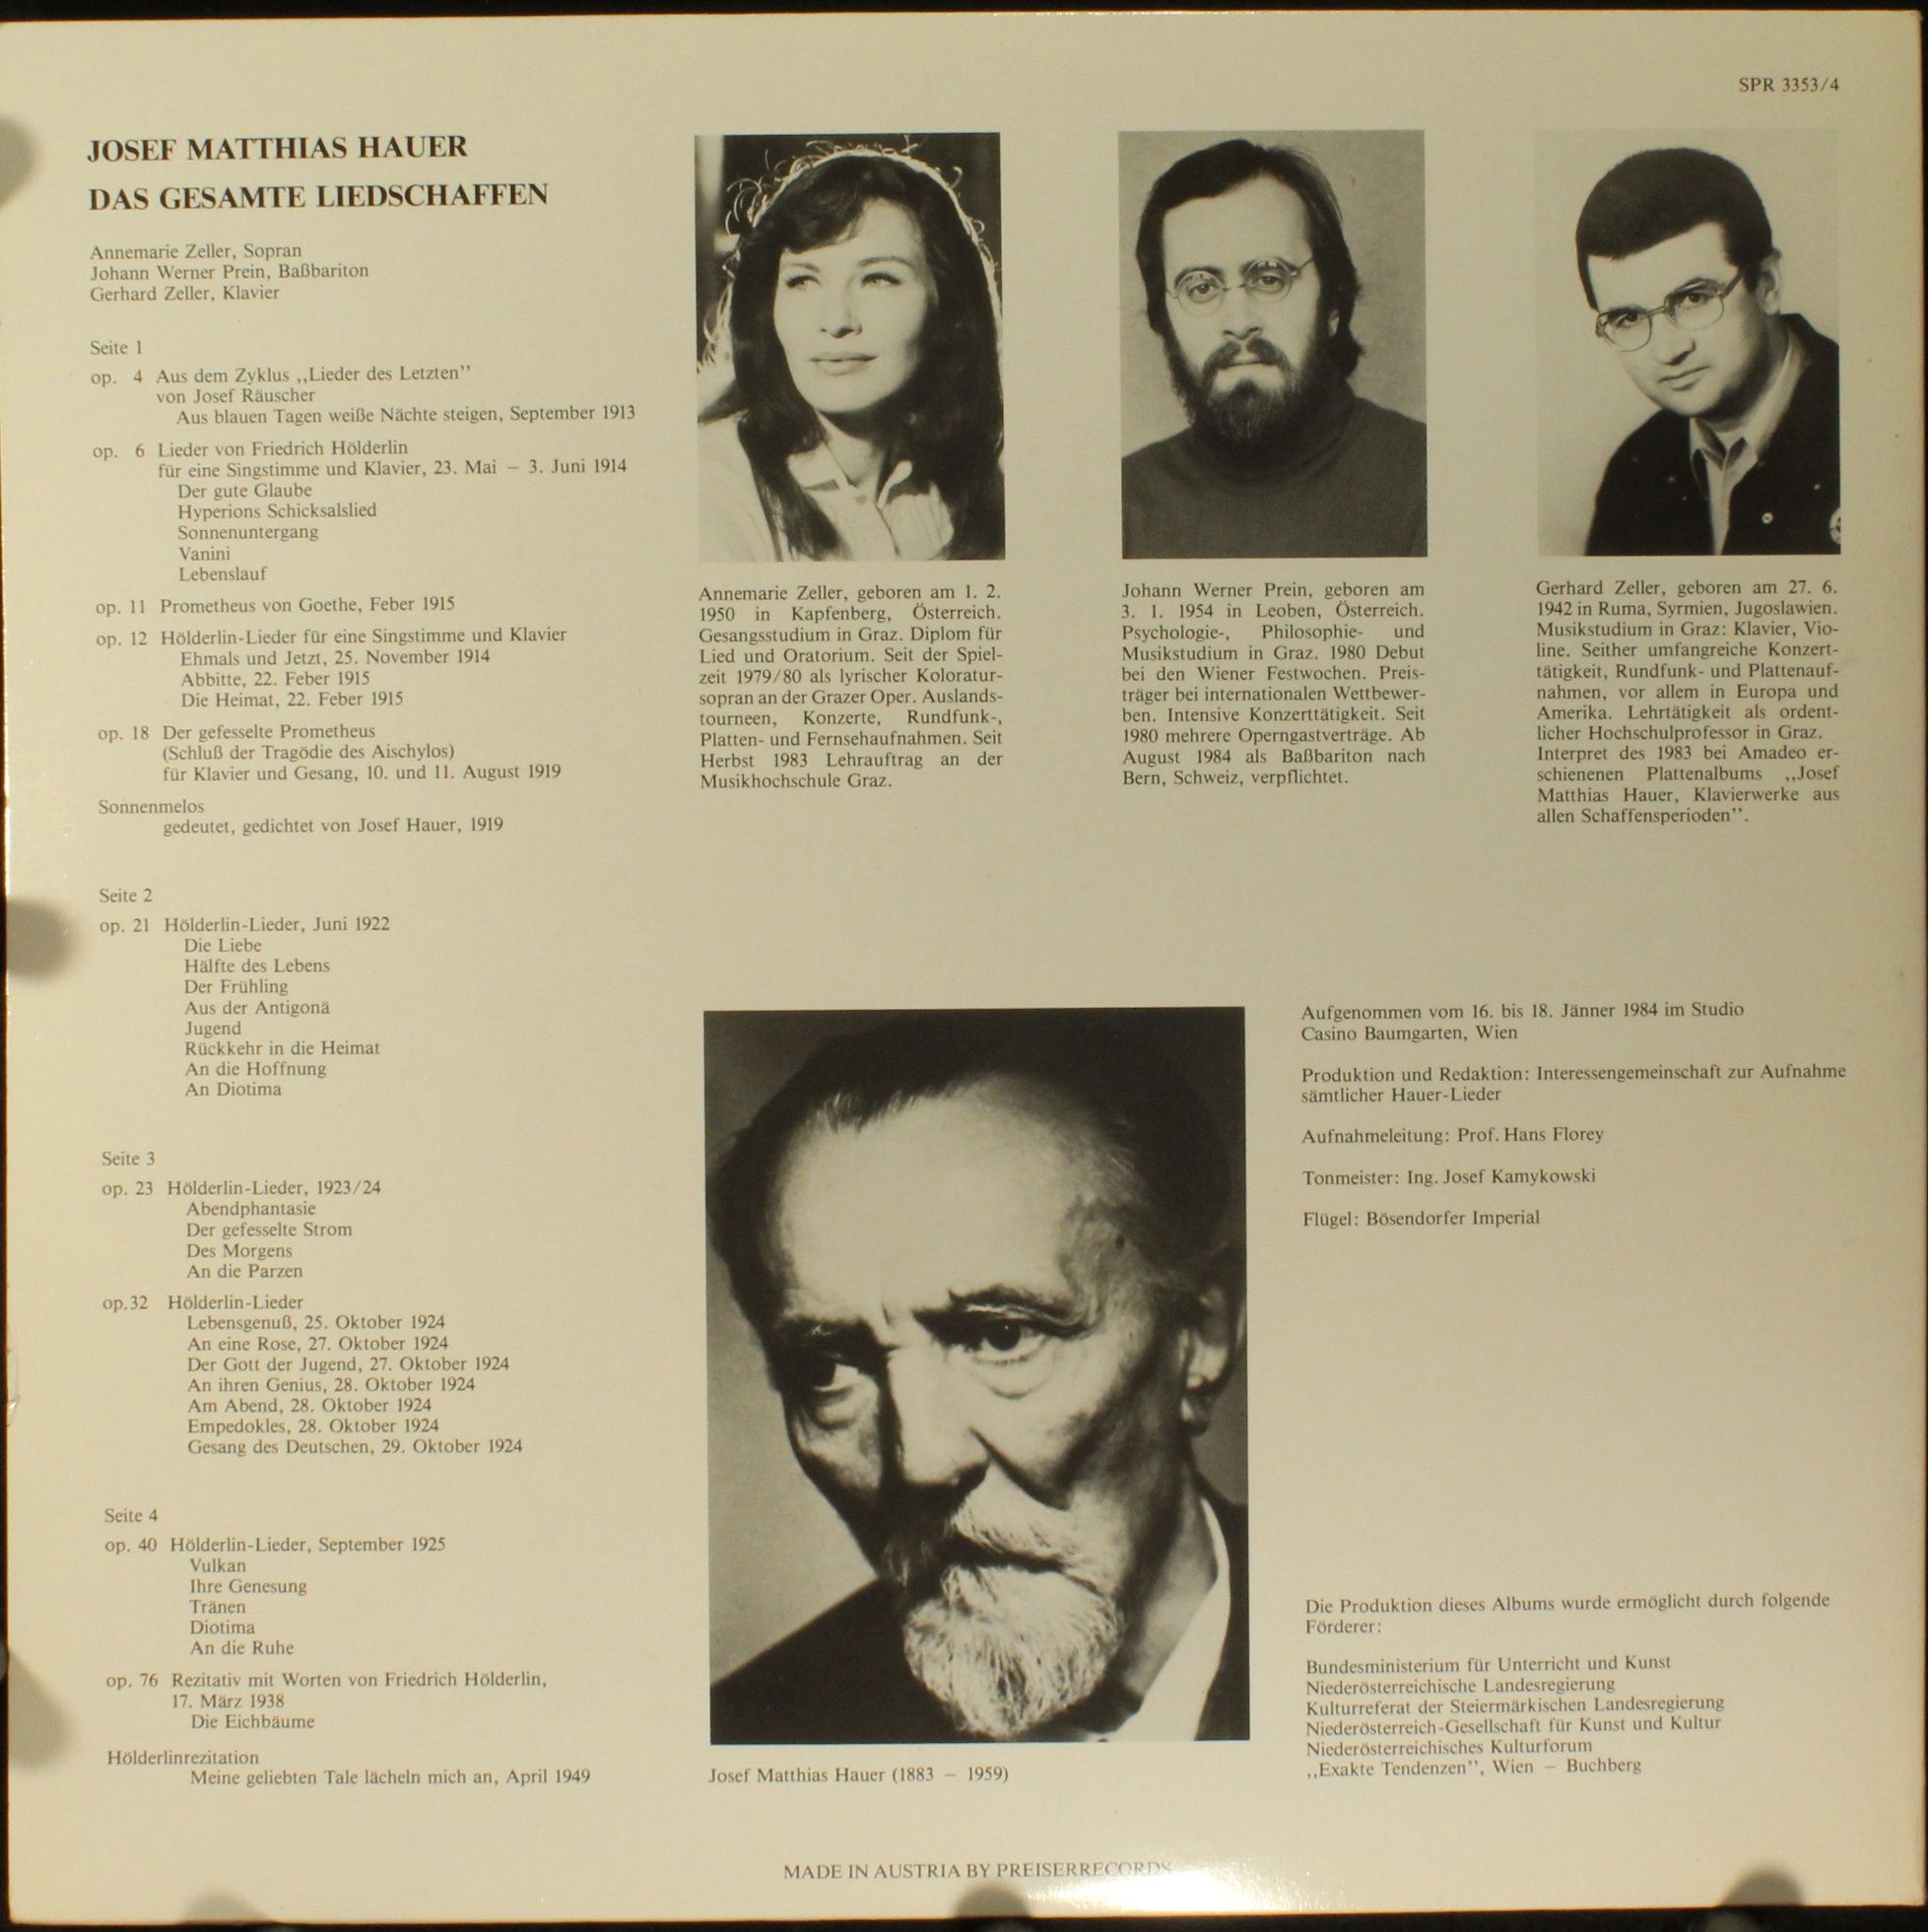 SPR 3353/4
JOSEF MATTHIAS HAUER
DAS GESAMTE LIEDSCHAFFEN
Annemarie Zeller, Sopran
Johann Werner Prein, Baßbariton
Gerhard Zeller, Klavier
Seite 1
op. 4 Aus dem Zyklus ,,Lieder des Letzten''
von Josef Räuscher
Aus blauen Tagen weiße Nächte steigen, September 1913
op. 6 Lieder von Friedrich Hölderlin
für eine Singstimme und Klavier, 23. Mai – 3. Juni 1914
Der gute Glaube
Hyperions Schicksalslied
Sonnenuntergang
Vanini
Lebenslauf
op. 11 Prometheus von Goethe, Feber 1915
op. 12 Hölderlin-Lieder für eine Singstimme und Klavier
Ehmals und Jetzt, 25. November 1914
Abbitte, 22. Feber 1915
Die Heimat, 22. Feber 1915
op. 18 Der gefesselte Prometheus
(Schluß der Tragödie des Aischylos)
für Klavier und Gesang, 10. und 11. August 1919
Sonnenmelos
gedeutet, gedichtet von Josef Hauer, 1919
Seite 2
op. 21 Hölderlin-Lieder, Juni 1922
Die Liebe
Hälfte des Lebens
Der Frühling
Aus der Antigonä
Jugend
Rückkehr in die Heimat
An die Hoffnung
An Diotima
Seite 3
op. 23 Hölderlin-Lieder, 1923/24
Abendphantasie
Der gefesselte Strom
Des Morgens
An die Parzen
op.32 Hölderlin-Lieder
Lebensgenuß, 25. Oktober 1924
An eine Rose, 27. Oktober 1924
Der Gott der Jugend, 27. Oktober 1924
An ihren Genius, 28. Oktober 1924
Am Abend, 28. Oktober 1924
Empedokles, 28. Oktober 1924
Gesang des Deutschen, 29. Oktober 1924
Seite 4
op. 40 Hölderlin-Lieder, September 1925
Vulkan
Ihre Genesung
Tränen
Diotima
An die Ruhe
op. 76 Rezitativ mit Worten von Friedrich Hölderlin,
17. März 1938
Die Eichbäume
Hölderlinrezitation
Meine geliebten Tale lächeln mich an, April 1949
Annemarie Zeller, geboren am 1. 2.
1950 in Kapfenberg, Österreich.
Gesangsstudium in Graz. Diplom für
Lied und Oratorium. Seit der Spiel-
zeit 1979/80 als lyrischer Koloratur-
sopran an der Grazer Oper. Auslands-
tourneen, Konzerte, Rundfunk-,
Platten- und Fernsehaufnahmen. Seit
Herbst 1983 Lehrauftrag an der
Musikhochschule Graz.
Johann Werner Prein, geboren am
3. 1. 1954 in Leoben, Österreich.
Psychologie-, Philosophie- und
Musikstudium in Graz. 1980 Debut
bei den Wiener Festwochen. Preis-
träger bei internationalen Wettbewer-
ben. Intensive Konzerttätigkeit. Seit
1980 mehrere Operngastverträge. Ab
August 1984 als Baßbariton nach
Bern, Schweiz, verpflichtet.
Gerhard Zeller, geboren am 27. 6.
1942 in Ruma, Syrmien, Jugoslawien.
Musikstudium in Graz: Klavier, Vio-
line. Seither umfangreiche Konzert-
tätigkeit, Rundfunk- und Plattenauf-
nahmen, vor allem in Europa und
Amerika. Lehrtätigkeit als ordent-
licher Hochschulprofessor in Graz.
Interpret des 1983 bei Amadeo er-
schienenen Plattenalbums ,,Josef
Matthias Hauer, Klavierwerke aus
allen Schaffensperioden''.
Josef Matthias Hauer (1883 – 1959)
Aufgenommen vom 16. bis 18. Jänner 1984 im Studio
Casino Baumgarten, Wien
Produktion und Redaktion: Interessengemeinschaft zur Aufnahme
sämtlicher Hauer-Lieder
Aufnahmeleitung: Prof. Hans Florey
Tonmeister: Ing. Josef Kamykowski
Flügel: Bösendorfer Imperial
Die Produktion dieses Albums wurde ermöglicht durch folgende
Förderer:
Bundesministerium für Unterricht und Kunst
Niederösterreichische Landesregierung
Kulturreferat der Steiermärkischen Landesregierung
Niederösterreich-Gesellschaft für Kunst und Kultur
Niederösterreichisches Kulturforum
,,Exakte Tendenzen'', Wien – Buchberg
MADE IN AUSTRIA BY PREISERRECORDS